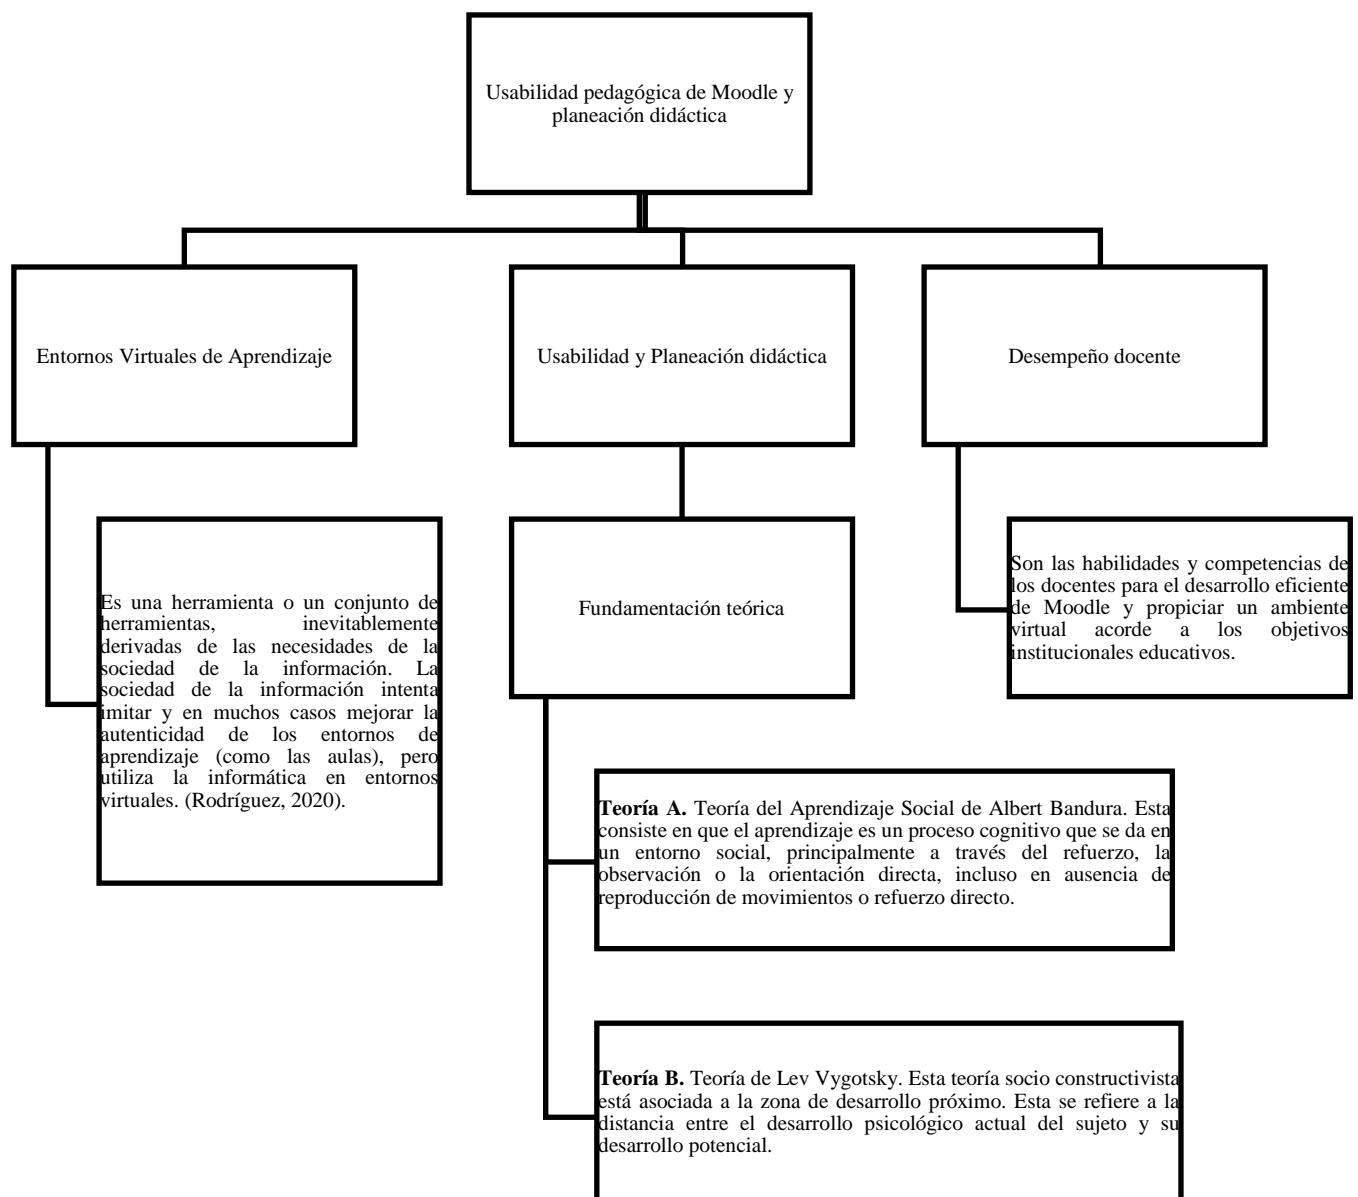 Usabilidad pedagógica de Moodle y
planeación didáctica
Entornos Virtuales de Aprendizaje
Usabilidad y Planeación didáctica
Desempeño docente
Es una herramienta o un conjunto de
herramientas, inevitablemente
derivadas de las necesidades de la
sociedad de la información. La
sociedad de la información intenta
imitar y en muchos casos mejorar la
autenticidad de los entornos de
aprendizaje (como las aulas), pero
utiliza la informática en entornos
virtuales. (Rodríguez, 2020).
Fundamentación teórica
Son las habilidades y competencias de
los docentes para el desarrollo eficiente
de Moodle y propiciar un ambiente
virtual acorde a los objetivos
institucionales educativos.
Teoría A. Teoría del Aprendizaje Social de Albert Bandura. Esta
consiste en que el aprendizaje es un proceso cognitivo que se da en
un entorno social, principalmente a través del refuerzo, la
observación o la orientación directa, incluso en ausencia de
reproducción de movimientos o refuerzo directo.
Teoría B. Teoría de Lev Vygotsky. Esta teoría socio constructivista
está asociada a la zona de desarrollo próximo. Esta se refiere a la
distancia entre el desarrollo psicológico actual del sujeto y su
desarrollo potencial.